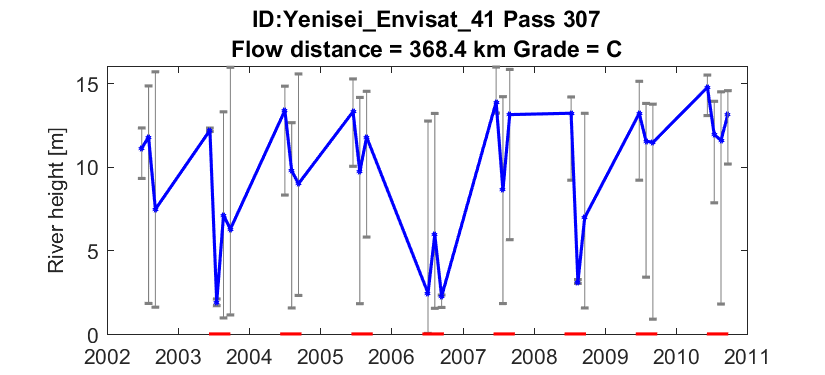 ID:Yenisei_Envisat_41 Pass 307
Flow distance = 368.4 km Grade = C
River height [m]
15
10
5
0
2002 2003 2004 2005 2006 2007 2008 2009 2010 2011